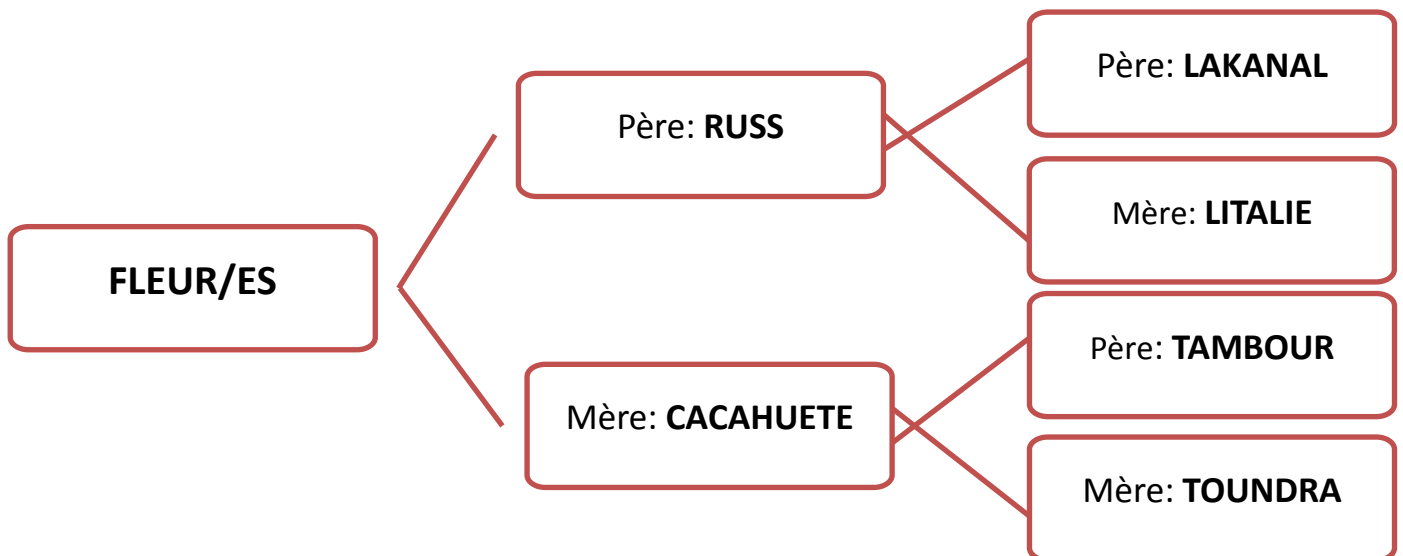 Père: LAKANAL
Père: RUSS
Mère: LITALIE
FLEUR/ES
Père: TAMBOUR
Mère: CACAHUETE
Mère: TOUNDRA